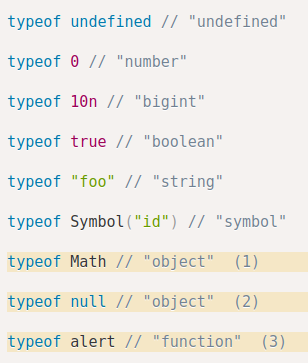 typeof undefined // "undefined"
typeof 0 // "number"
typeof 10n // "bigint"
typeof true // "boolean"
typeof "foo" // "string"
typeof Symbol("id") // "symbol"
typeof Math // "object"  (1)
typeof null // "object"  (2)
typeof alert // "function"  (3)